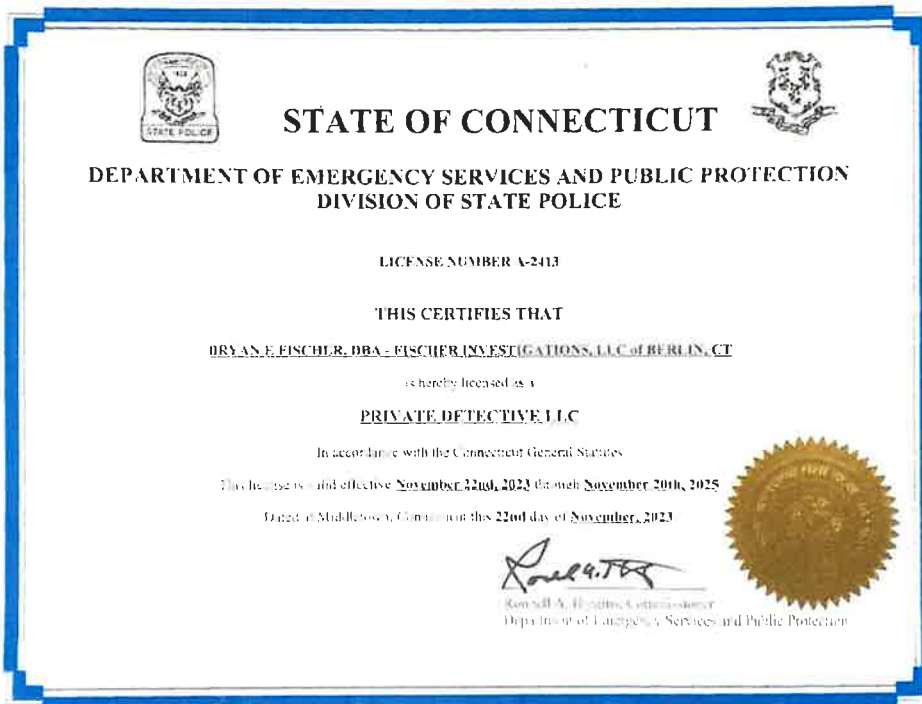 STATE POLICE
STATE OF CONNECTICUT
DEPARTMENT OF EMERGENCY SERVICES AND PUBLIC PROTECTION
DIVISION OF STATE POLICE
LICENSE NUMBER A-2413
THIS CERTIFIES THAT
BRYAN F FISCHER, DBA - FISCHER INVESTIGATIONS, LLC of BERLIN, CT
is hereby licensed as a
PRIVATE DETECTIVE LLC
In accordance with the Connecticut General Statutes
This license is valid effective November 22nd, 2023 through November 20th, 2025
Dated at Middletown, Connecticut this 22nd day of November, 2023
Ronnell A. Higgins, Commissioner
Department of Emergency Services and Public Protection